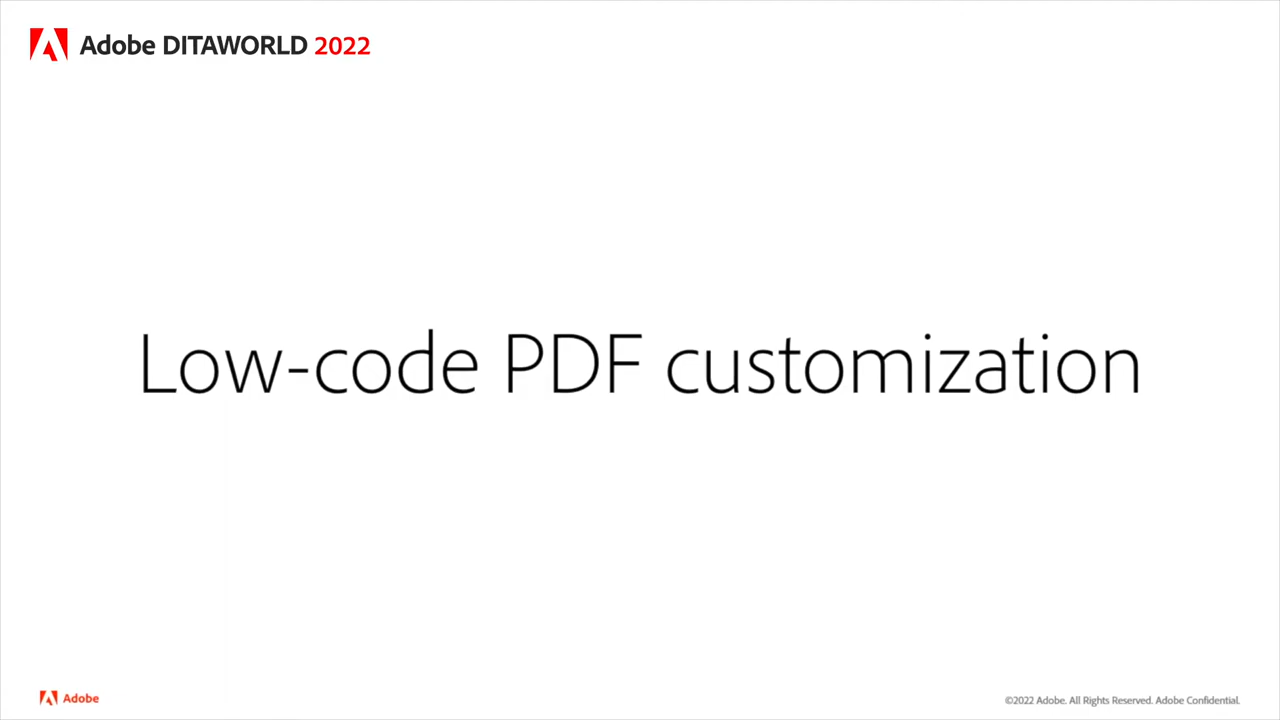 Adobe DITAWORLD 2022
Low-code PDF customization
Adobe
©2022 Adobe. All Rights Reserved. Adobe Confidential.